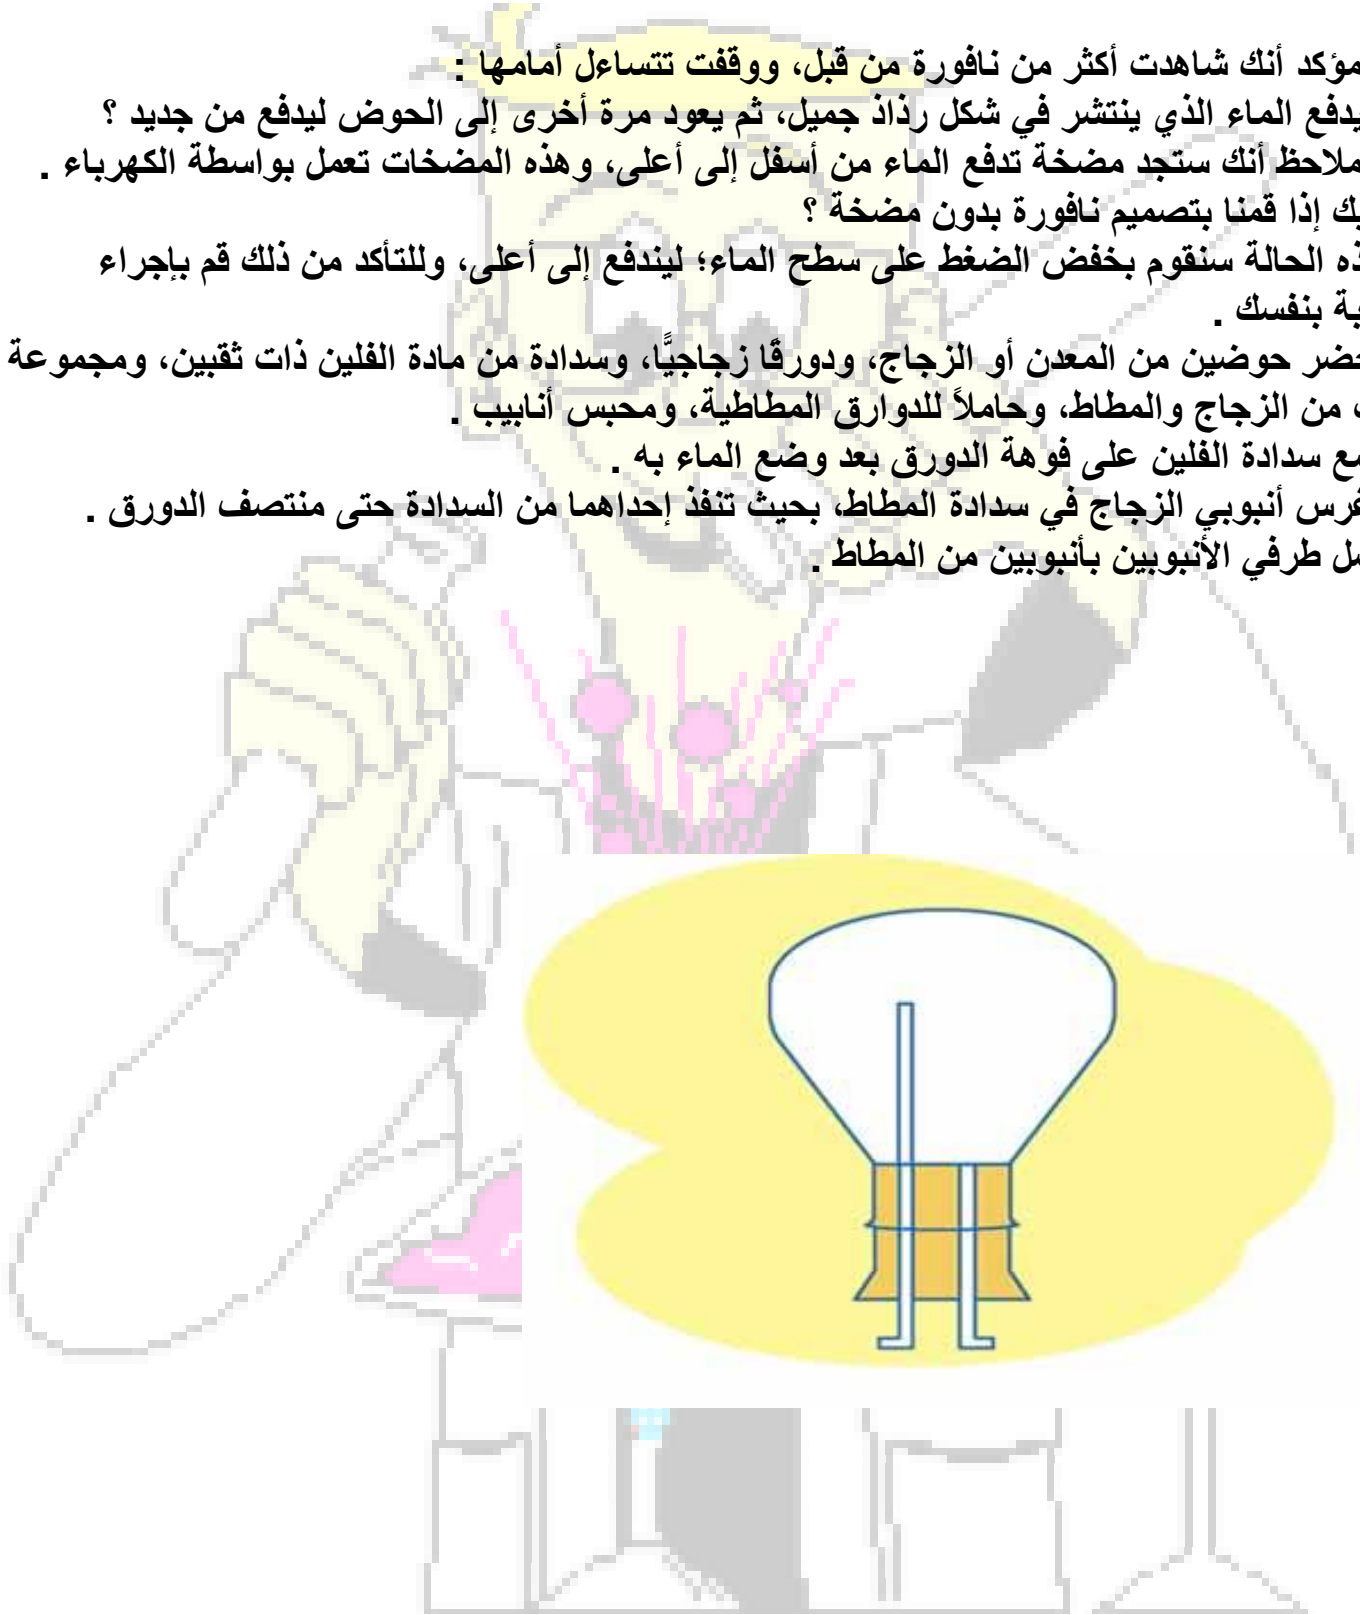 مؤكد أنك شاهدت أكثر من نافورة من قبل، ووقفت تتساءل أمامها :
يدفع الماء الذي ينتشر في شكل رذاذ جميل، ثم يعود مرة أخرى إلى الحوض ليدفع من جديد ؟
ملاحظ أنك ستجد مضخة تدفع الماء من أسفل إلى أعلى، وهذه المضخات تعمل بواسطة الكهرباء .
إذا قمنا بتصميم نافورة بدون مضخة ؟
الحالة سنقوم بخفض الضغط على سطح الماء؛ ليندفع إلى أعلى، وللتأكد من ذلك قم بإجراء
بنفسك .
حوضين من المعدن أو الزجاج، ودورقًا زجاجيًّا، وسدادة من مادة الفلين ذات ثقبين، ومجموعة
من الزجاج والمطاط، وحاملاً للدوارق المطاطية، ومحبس أنابيب .
سدادة الفلين على فوهة الدورق بعد وضع الماء به .
أنبوبي الزجاج في سدادة المطاط، بحيث تنفذ إحداهما من السدادة حتى منتصف الدورق .
طرفي الأنبوبين بأنبوبين من المطاط .